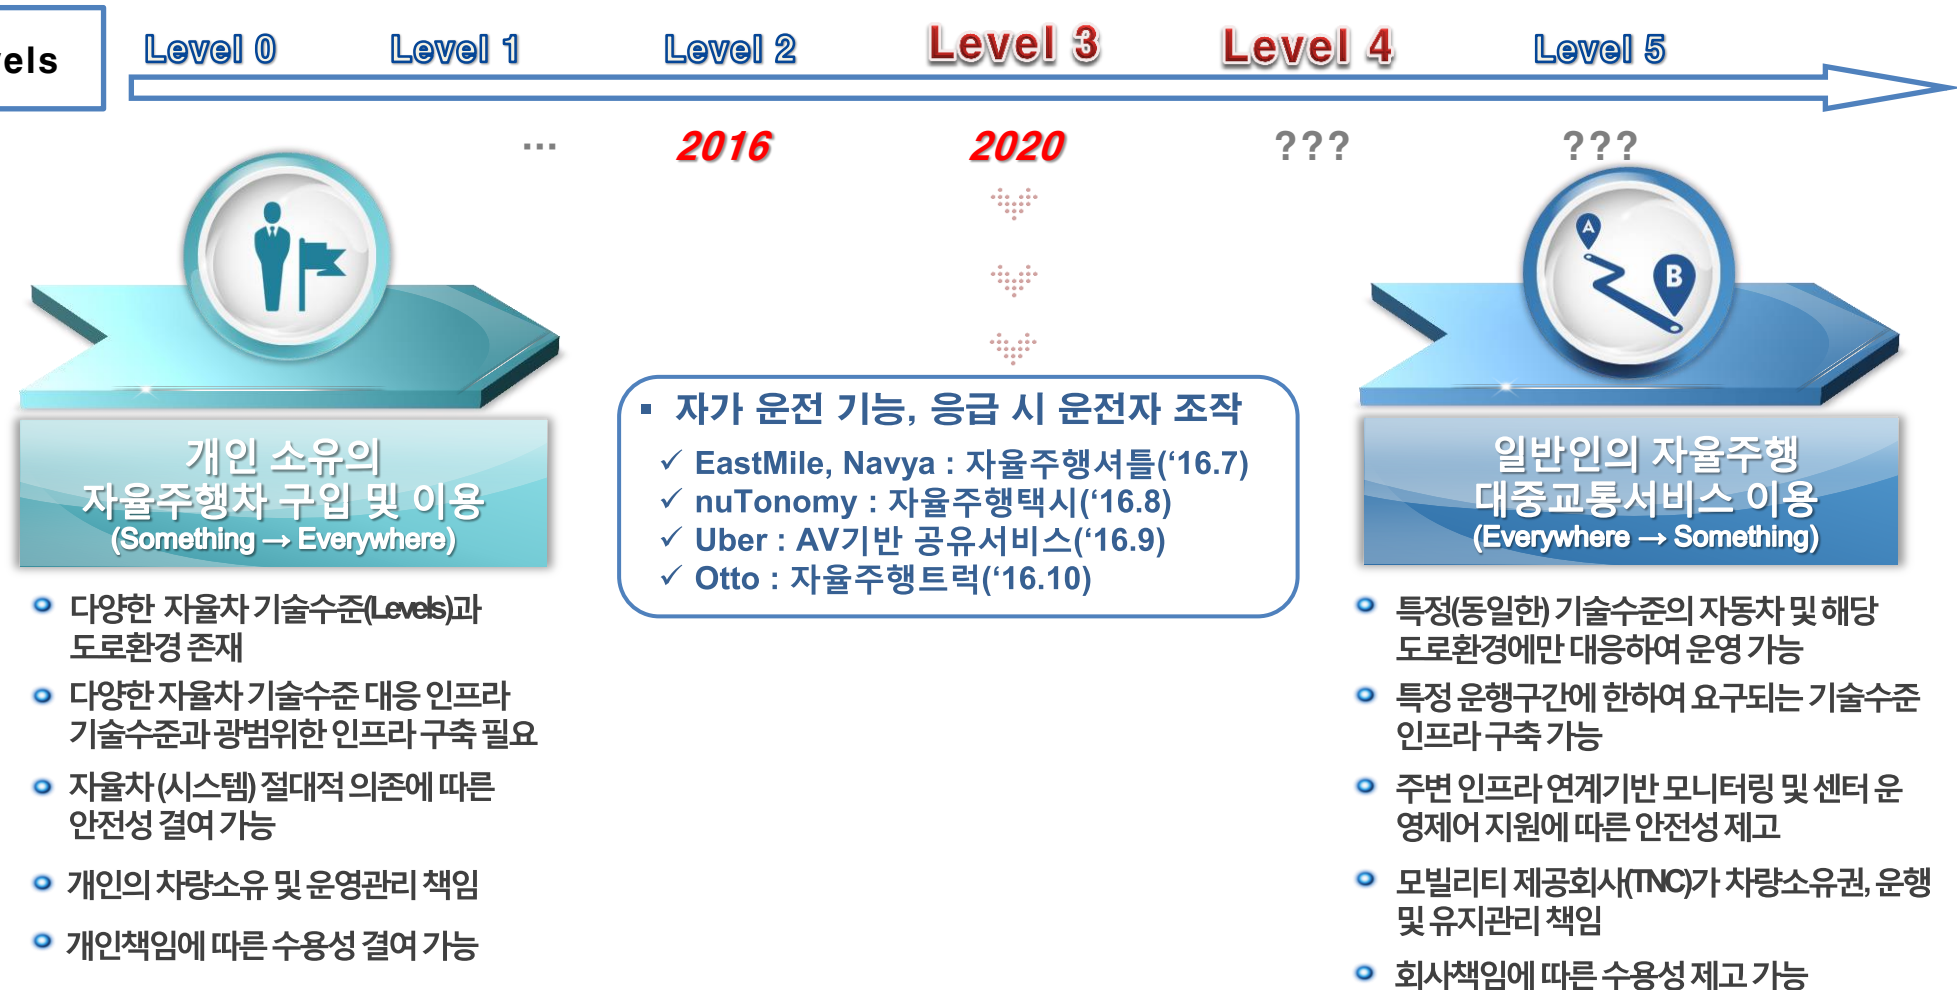 els
Level 0 Level 1 Level 2 Level 3 Level 4 Level 5
... 2016 2020 ??? ???
개인 소유의
자율주행차 구입 및 이용
(Something → Everywhere)
다양한 자율차 기술수준(Levels)과
도로환경 존재
다양한 자율차 기술수준 대응 인프라
기술수준과 광범위한 인프라 구축 필요
자율차 (시스템) 절대적 의존에 따른
안전성 결여 가능
개인의 차량소유 및 운영관리 책임
개인책임에 따른 수용성 결여 가능
▪ 자가 운전 기능, 응급 시 운전자 조작
✓ EastMile, Navya : 자율주행셔틀(‘16.7)
✓ nuTonomy : 자율주행택시(‘16.8)
✓ Uber : AV기반 공유서비스(‘16.9)
✓ Otto : 자율주행트럭(‘16.10)
A
B
일반인의 자율주행
대중교통서비스 이용
(Everywhere → Something)
특정(동일한) 기술수준의 자동차 및 해당
도로환경에만 대응하여 운영 가능
특정 운행구간에 한하여 요구되는 기술수준
인프라 구축 가능
주변 인프라 연계기반 모니터링 및 센터 운
영제어 지원에 따른 안전성 제고
모빌리티 제공회사(TNC)가 차량소유권, 운행
및 유지관리 책임
회사책임에 따른 수용성 제고 가능